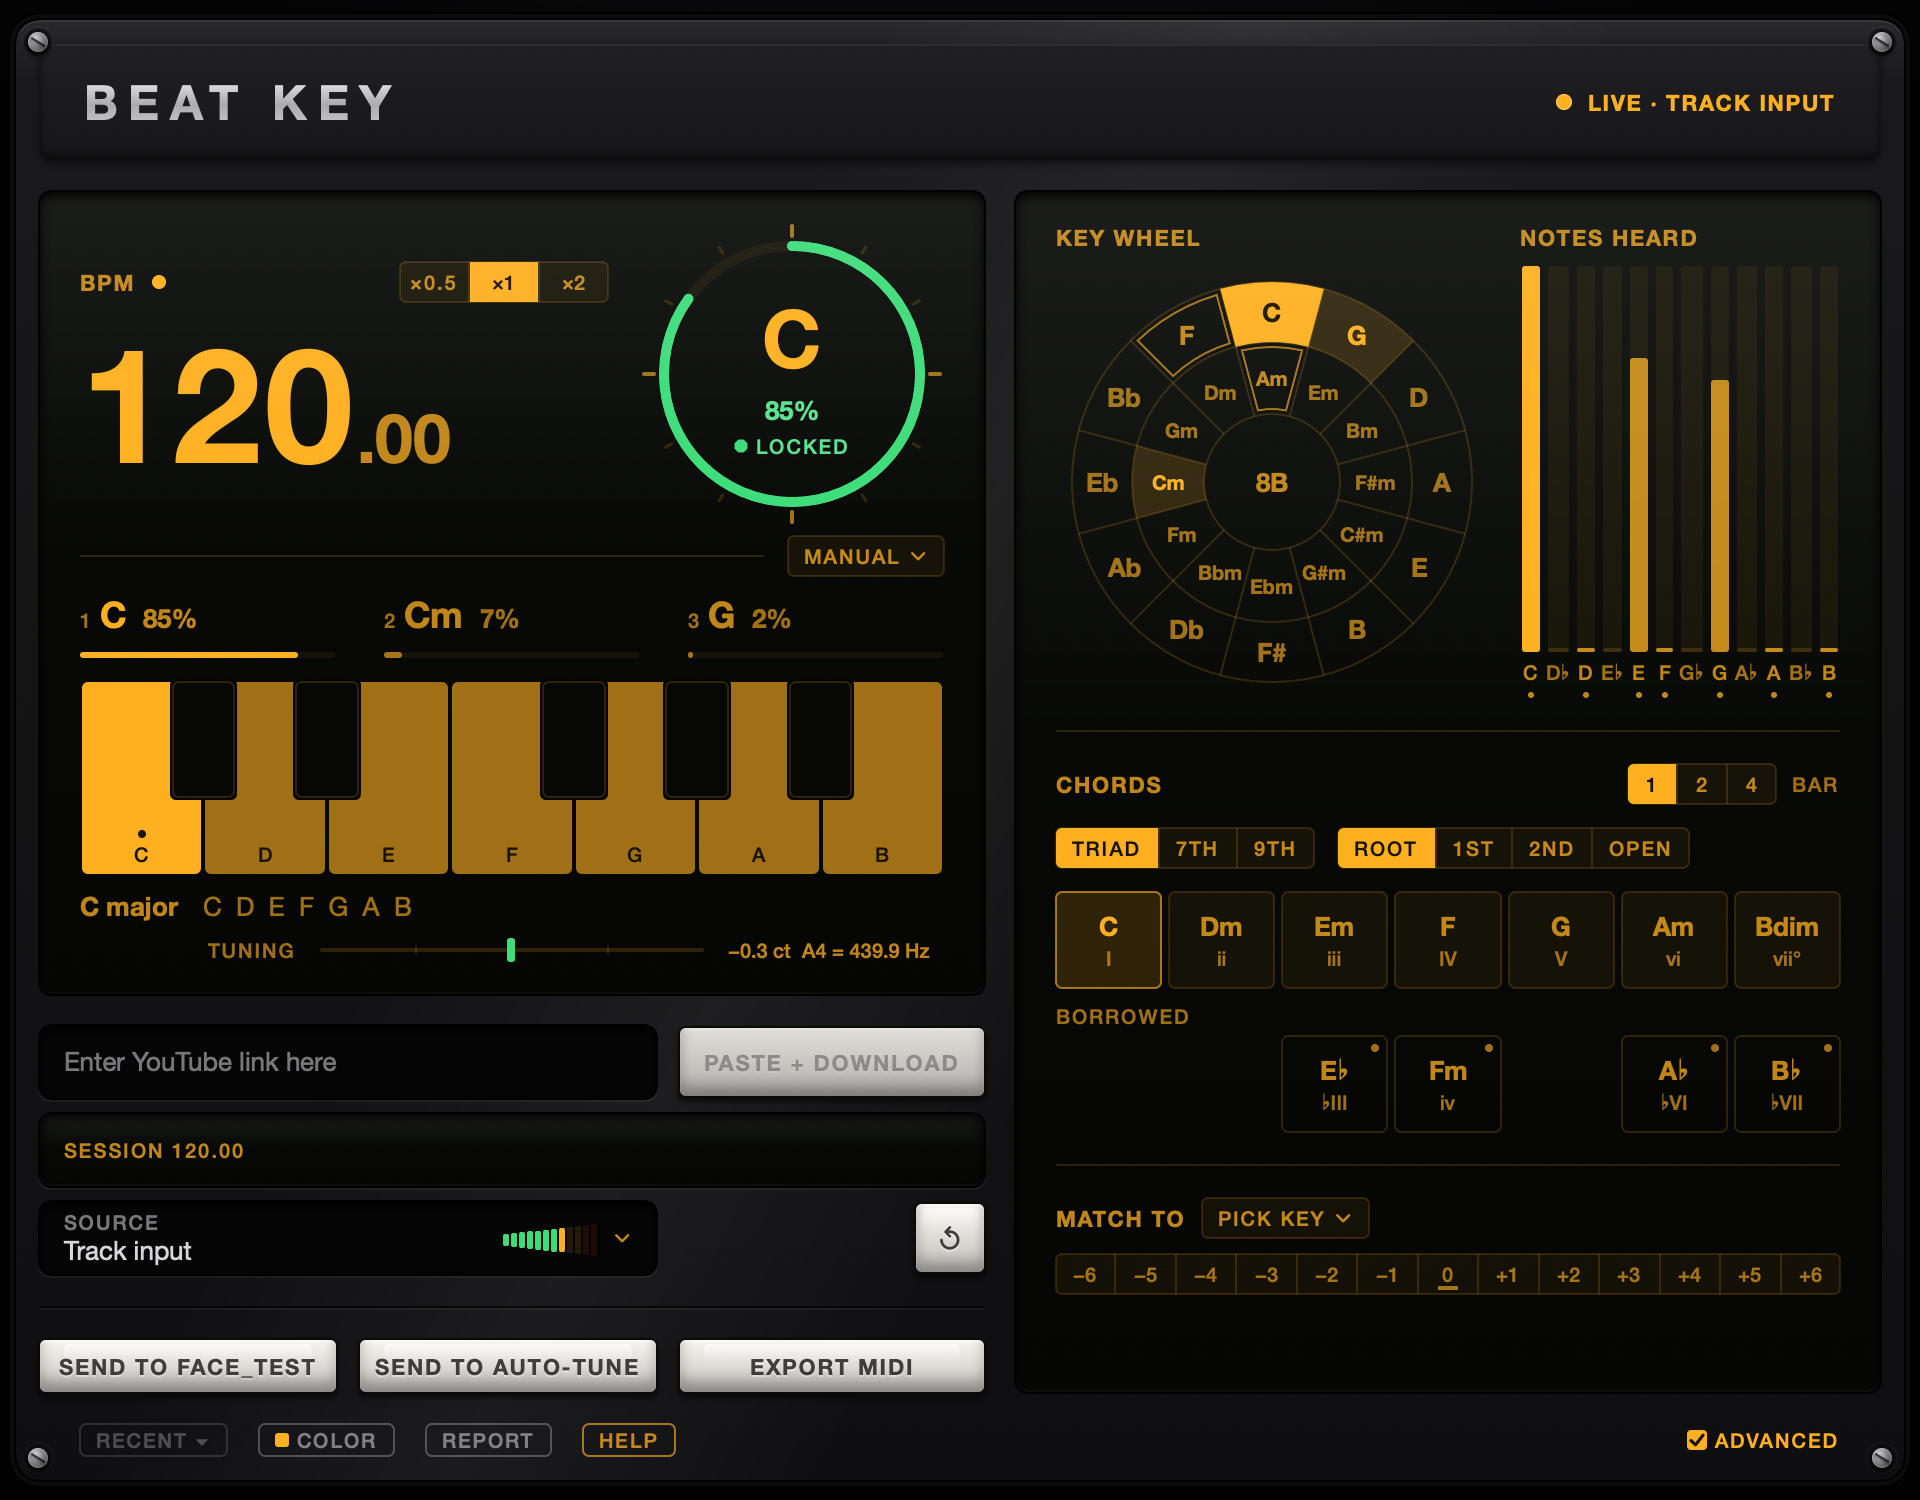 BEAT KEY
LIVE · TRACK INPUT
BPM
×0.5 ×1 ×2
120.00
C
85%
LOCKED
MANUAL
1 C 85%
2 Cm 7%
3 G 2%
C D E F G A B
C major C D E F G A B
TUNING −0.3 ct A4 = 439.9 Hz
Enter YouTube link here
PASTE + DOWNLOAD
SESSION 120.00
SOURCE
Track input
SEND TO FACE_TEST
SEND TO AUTO-TUNE
EXPORT MIDI
RECENT
COLOR
REPORT
HELP
KEY WHEEL
C
F G
Am
Dm Em
Bb D
Gm Bm
Eb Cm 8B F#m A
Fm C#m
Ab E
Bbm Ebm G#m
Db B
F#
NOTES HEARD
C D♭ D E♭ E F G♭ G A♭ A B♭ B
CHORDS
1 2 4 BAR
TRIAD 7TH 9TH
ROOT 1ST 2ND OPEN
C Dm Em F G Am Bdim
I ii iii IV V vi vii°
BORROWED
E♭ Fm A♭ B♭
♭III iv ♭VI ♭VII
MATCH TO PICK KEY
−6 −5 −4 −3 −2 −1 0 +1 +2 +3 +4 +5 +6
ADVANCED